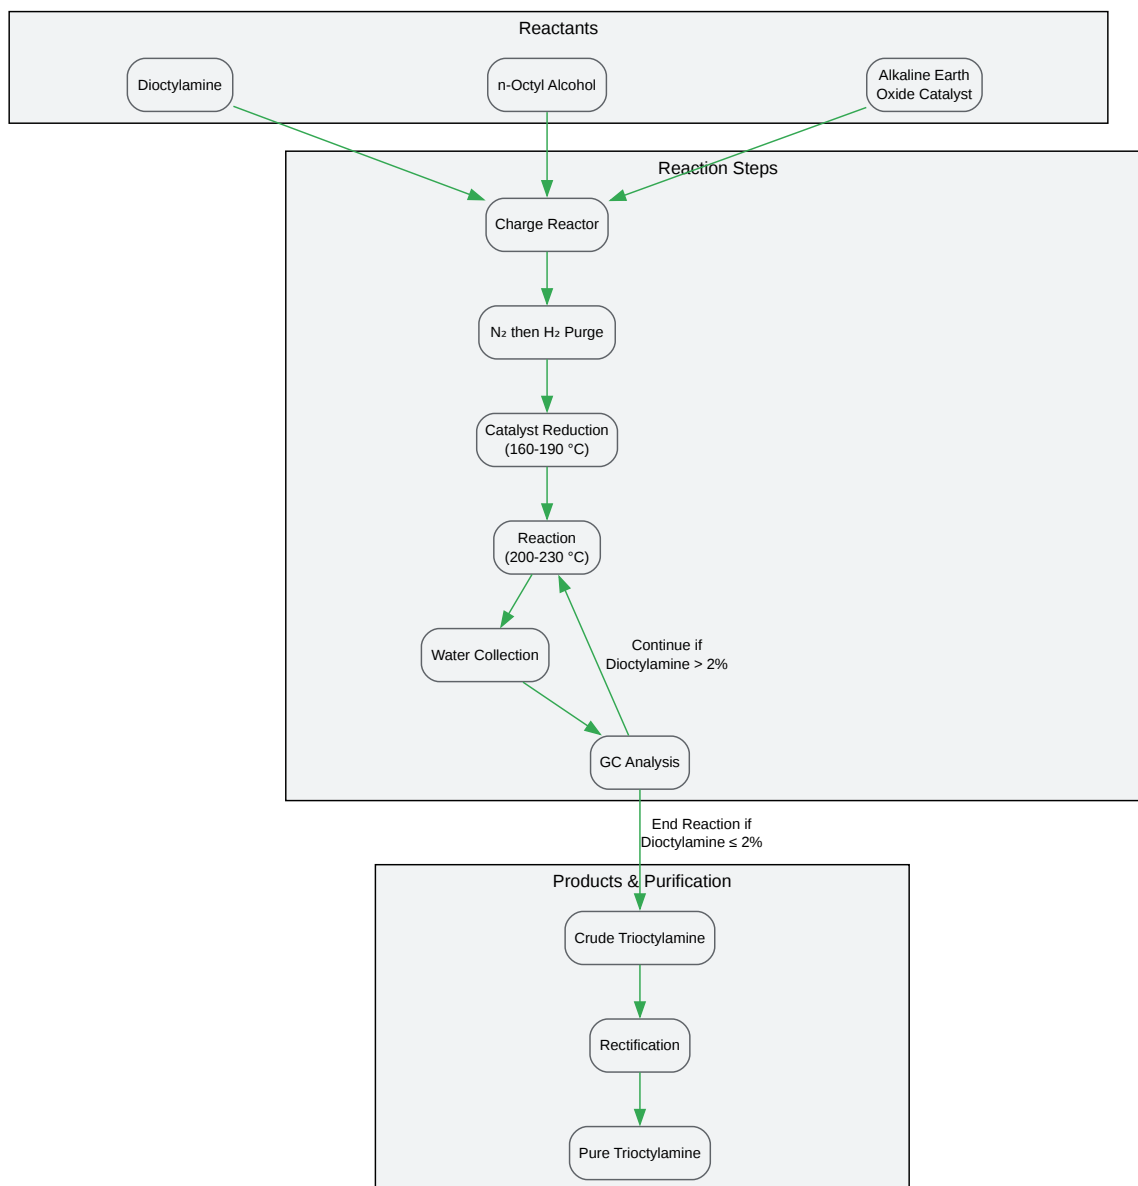 Reactants
Dioctylamine
n-Octyl Alcohol
Alkaline Earth
Oxide Catalyst
Reaction Steps
Charge Reactor
N₂ then H₂ Purge
Catalyst Reduction
(160-190 °C)
Reaction
(200-230 °C)
Water Collection
Continue if
Dioctylamine > 2%
GC Analysis
End Reaction if
Dioctylamine ≤ 2%
Products & Purification
Crude Trioctylamine
Rectification
Pure Trioctylamine